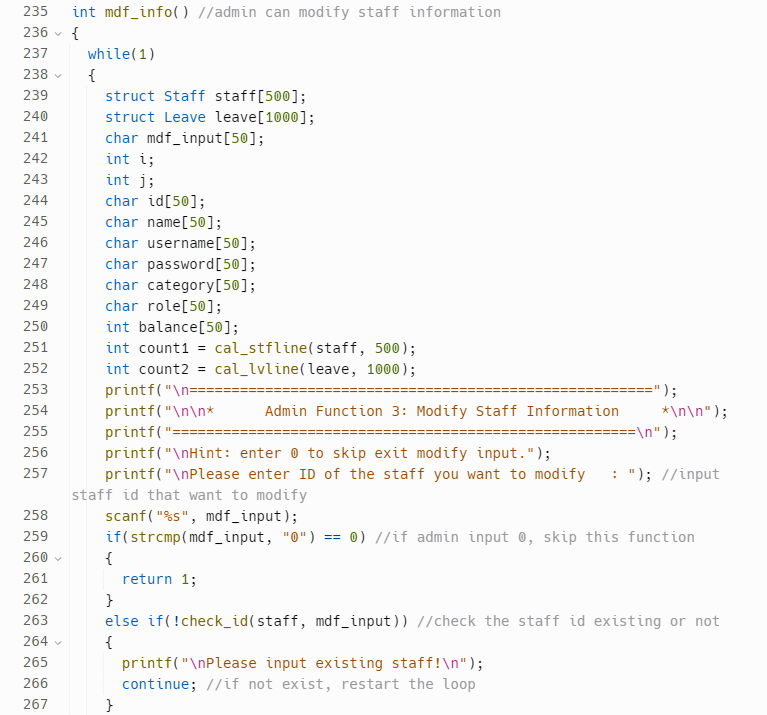 235 int mdf_info() //admin can modify staff information
236 {
237 while(1)
238 {
239 struct Staff staff[500];
240 struct Leave leave[1000];
241 char mdf_input[50];
242 int i;
243 int j;
244 char id[50];
245 char name[50];
246 char username[50];
247 char password[50];
248 char category[50];
249 char role[50];
250 int balance[50];
251 int count1 = cal_stfline(staff, 500);
252 int count2 = cal_lvline(leave, 1000);
253 printf("\n=======================================================");
254 printf("\n\n*      Admin Function 3: Modify Staff Information     *\n\n");
255 printf("=======================================================\n");
256 printf("\nHint: enter 0 to skip exit modify input.");
257 printf("\nPlease enter ID of the staff you want to modify   : "); //input
staff id that want to modify
258 scanf("%s", mdf_input);
259 if(strcmp(mdf_input, "0") == 0) //if admin input 0, skip this function
260 {
261 return 1;
262 }
263 else if(!check_id(staff, mdf_input)) //check the staff id existing or not
264 {
265 printf("\nPlease input existing staff!\n");
266 continue; //if not exist, restart the loop
267 }